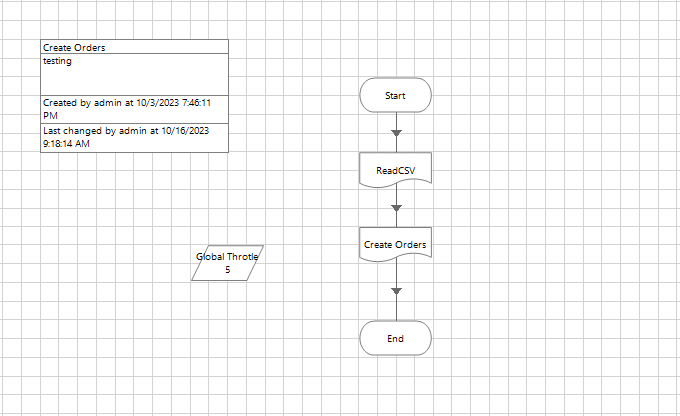 Create Orders
testing
Created by admin at 10/3/2023 7:46:11
PM
Last changed by admin at 10/16/2023
9:18:14 AM
Start
ReadCSV
Create Orders
Global Throtle
5
End